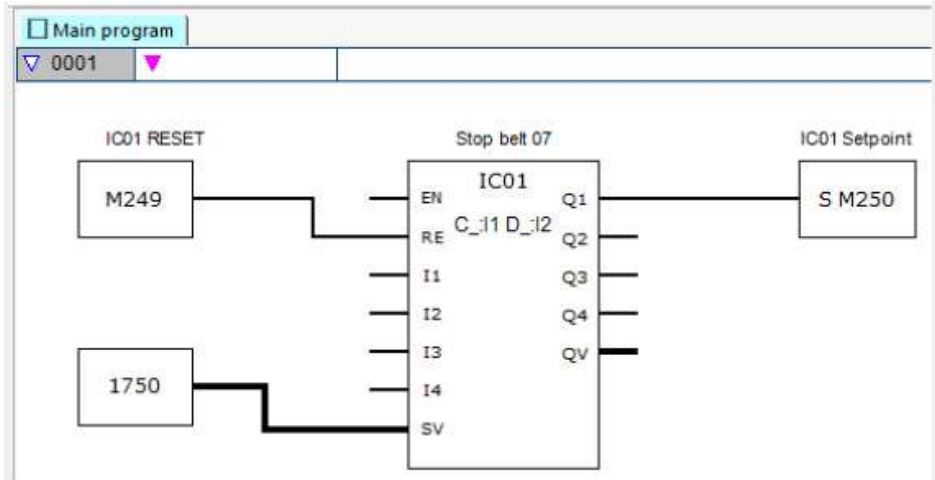 Main program
0001
IC01 RESET
Stop belt 07
IC01 Setpoint
M249
IC01
S M250
EN
Q1
C_:I1 D_:I2
RE
Q2
I1
Q3
I2
Q4
I3
QV
1750
I4
SV